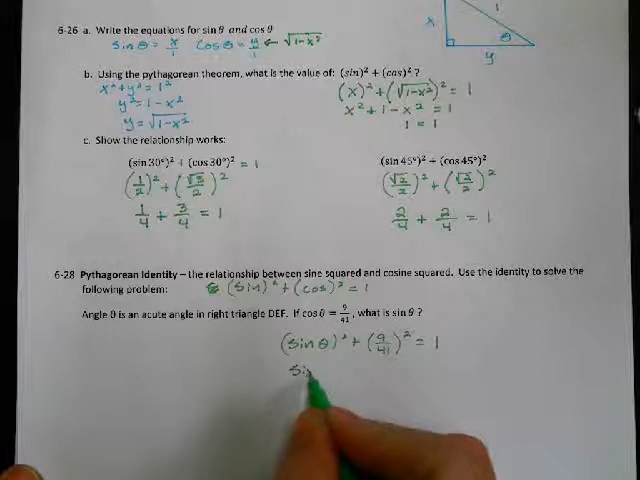 1
x
θ
y
6-26 a. Write the equations for sin θ and cos θ
sin θ = x/1 cos θ = y/1 ← √(1-x²)
b. Using the pythagorean theorem, what is the value of: (sin)² + (cos)² ?
x² + y² = 1²
y² = 1 - x²
y = √(1-x²)
(x)² + (√(1-x²))² = 1
x² + 1 - x² = 1
1 = 1
c. Show the relationship works:
(sin 30°)² + (cos 30°)² = 1
(1/2)² + (√3/2)²
1/4 + 3/4 = 1
(sin 45°)² + (cos 45°)²
(√2/2)² + (√2/2)²
2/4 + 2/4 = 1
6-28 Pythagorean Identity – the relationship between sine squared and cosine squared. Use the identity to solve the
following problem:
(sin)² + (cos)² = 1
Angle θ is an acute angle in right triangle DEF. If cos θ = 9/41, what is sin θ ?
(sin θ)² + (9/41)² = 1
si